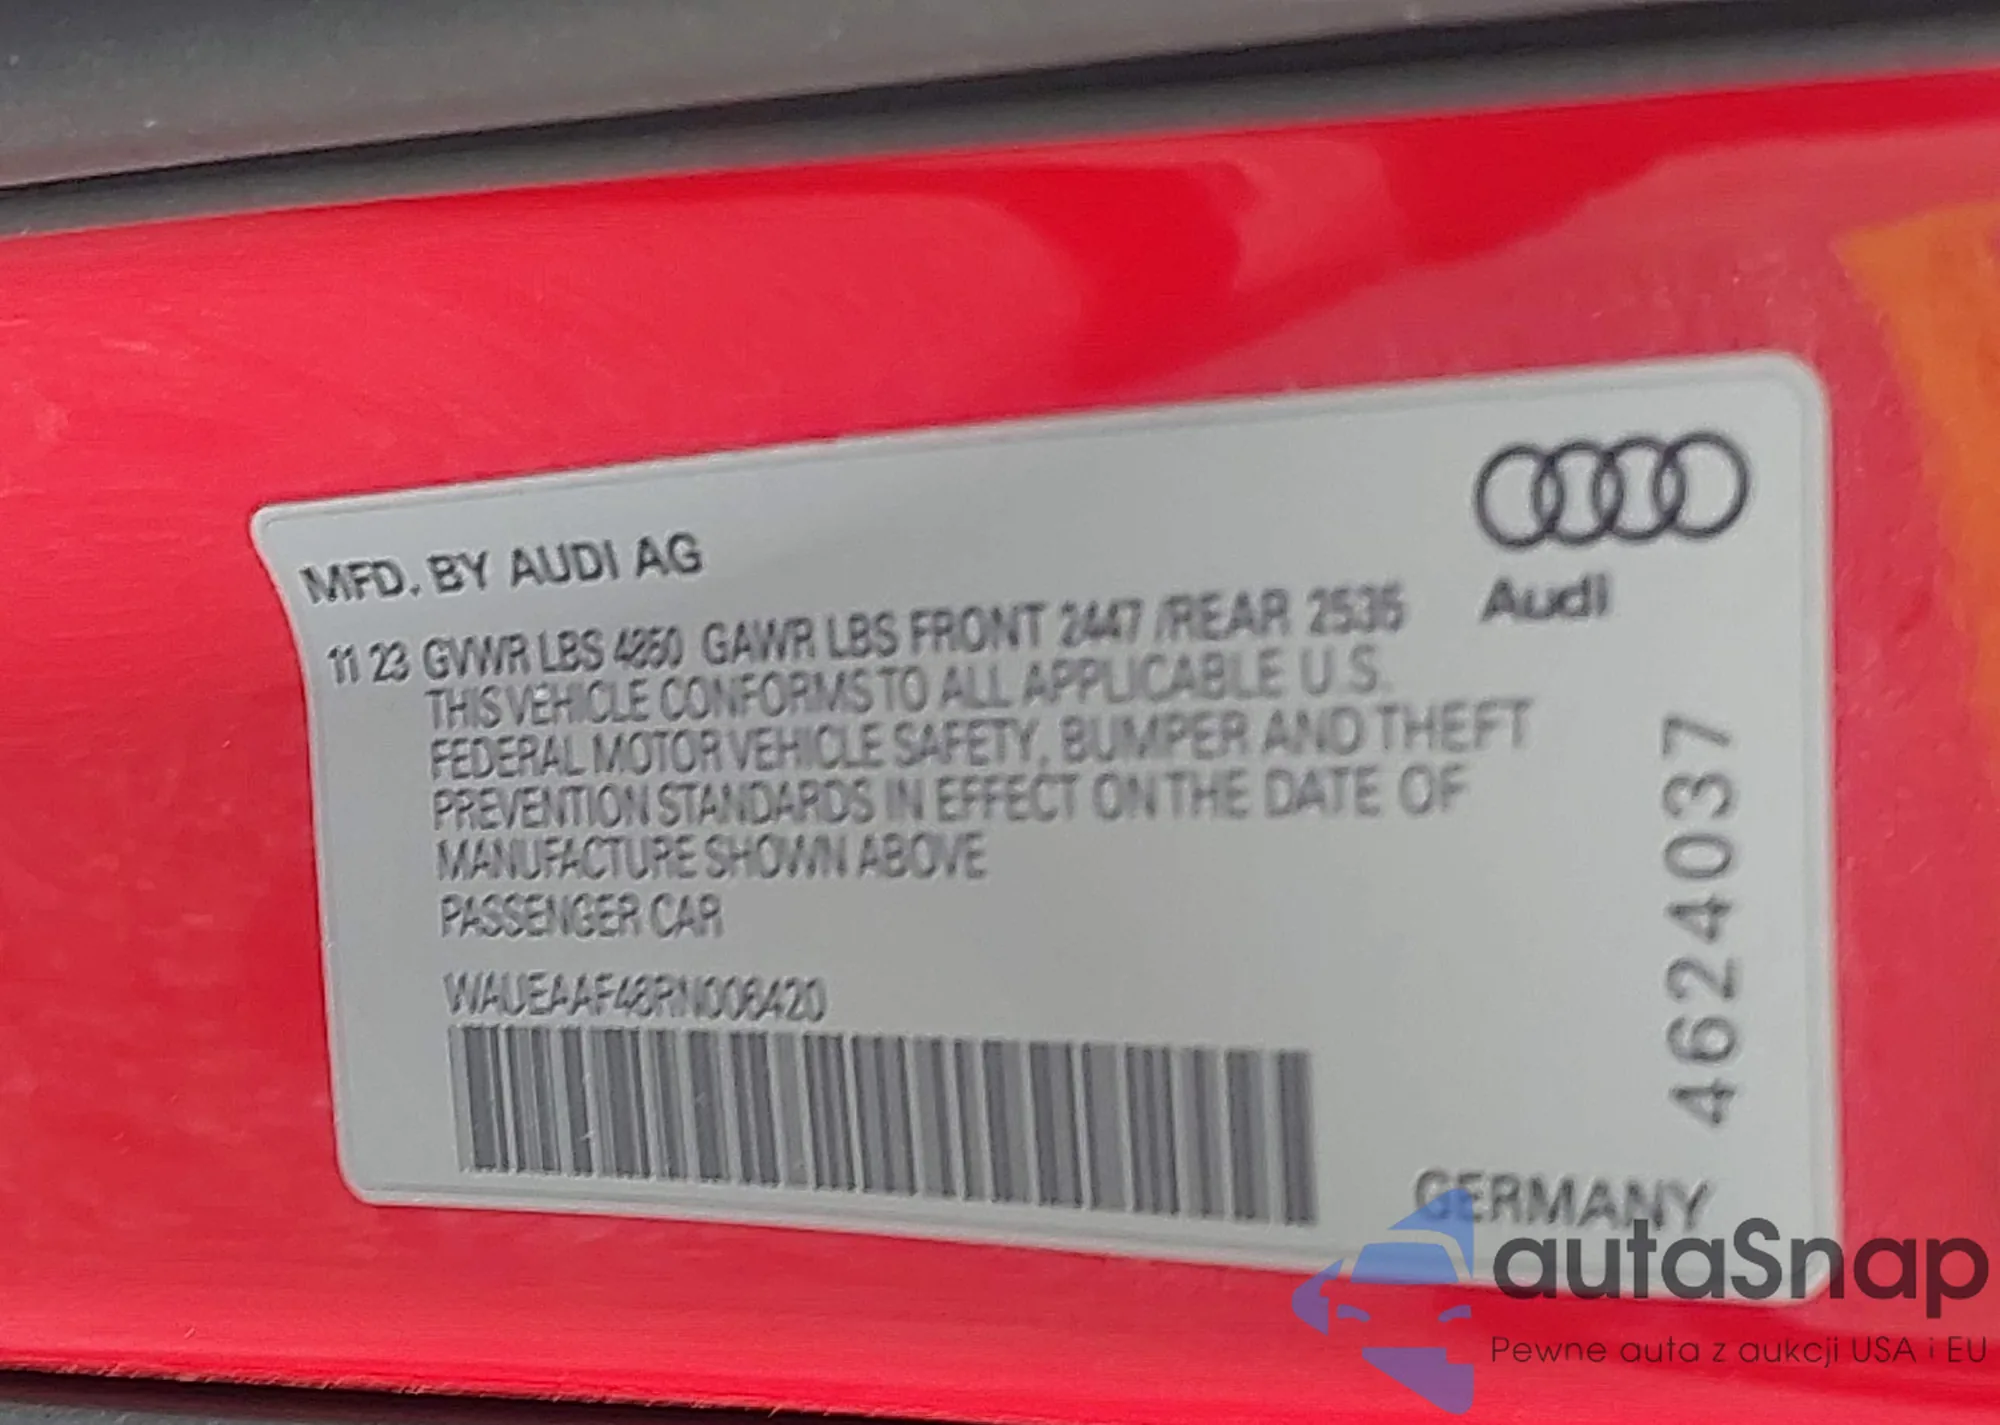 MFD. BY AUDI AG
11 23 GVWR LBS 4850 GAWR LBS FRONT 2447 /REAR 2535
THIS VEHICLE CONFORMS TO ALL APPLICABLE U.S.
FEDERAL MOTOR VEHICLE SAFETY, BUMPER AND THEFT
PREVENTION STANDARDS IN EFFECT ON THE DATE OF
MANUFACTURE SHOWN ABOVE
PASSENGER CAR
WAUEAAF48RN006420
Audi
4624037
GERMANY
autaSnap
Pewne auta z aukcji USA i EU